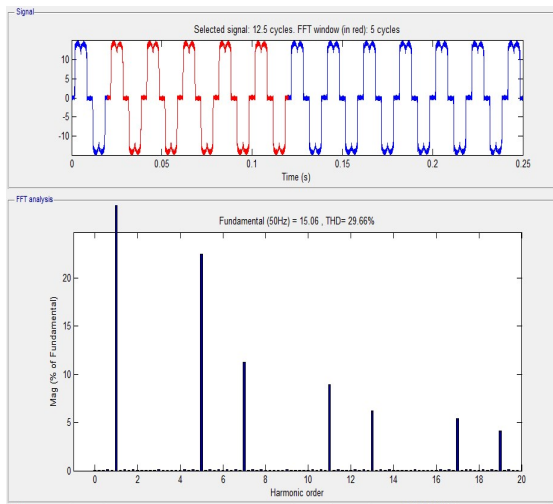 Signal
Selected signal: 12.5 cycles. FFT window (in red): 5 cycles
10
5
0
-5
-10
0 0.05 0.1 0.15 0.2 0.25
Time (s)
FFT analysis
Fundamental (50Hz) = 15.06 , THD= 29.66%
Mag (% of Fundamental)
20
15
10
5
0
0 2 4 6 8 10 12 14 16 18 20
Harmonic order